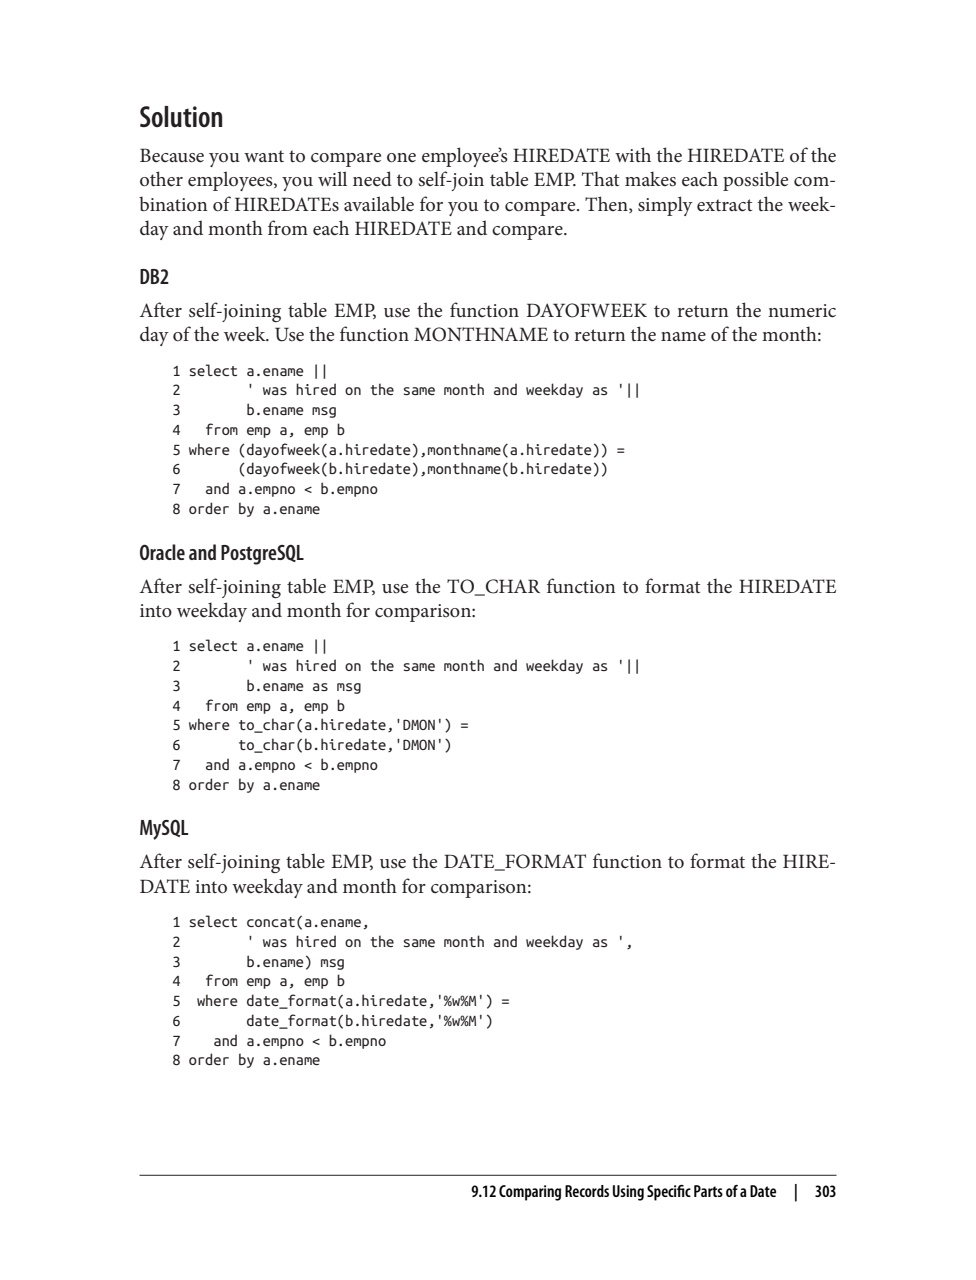 Solution
Because you want to compare one employee’s HIREDATE with the HIREDATE of the
other employees, you will need to self-join table EMP. That makes each possible com-
bination of HIREDATEs available for you to compare. Then, simply extract the week-
day and month from each HIREDATE and compare.
DB2
After self-joining table EMP, use the function DAYOFWEEK to return the numeric
day of the week. Use the function MONTHNAME to return the name of the month:
1 select a.ename ||
2        ' was hired on the same month and weekday as '||
3        b.ename msg
4   from emp a, emp b
5 where (dayofweek(a.hiredate),monthname(a.hiredate)) =
6       (dayofweek(b.hiredate),monthname(b.hiredate))
7   and a.empno < b.empno
8 order by a.ename
Oracle and PostgreSQL
After self-joining table EMP, use the TO_CHAR function to format the HIREDATE
into weekday and month for comparison:
1 select a.ename ||
2        ' was hired on the same month and weekday as '||
3        b.ename as msg
4   from emp a, emp b
5 where to_char(a.hiredate,'DMON') =
6       to_char(b.hiredate,'DMON')
7   and a.empno < b.empno
8 order by a.ename
MySQL
After self-joining table EMP, use the DATE_FORMAT function to format the HIRE-
DATE into weekday and month for comparison:
1 select concat(a.ename,
2        ' was hired on the same month and weekday as ',
3        b.ename) msg
4   from emp a, emp b
5  where date_format(a.hiredate,'%w%M') =
6        date_format(b.hiredate,'%w%M')
7    and a.empno < b.empno
8 order by a.ename
9.12 Comparing Records Using Specific Parts of a Date | 303